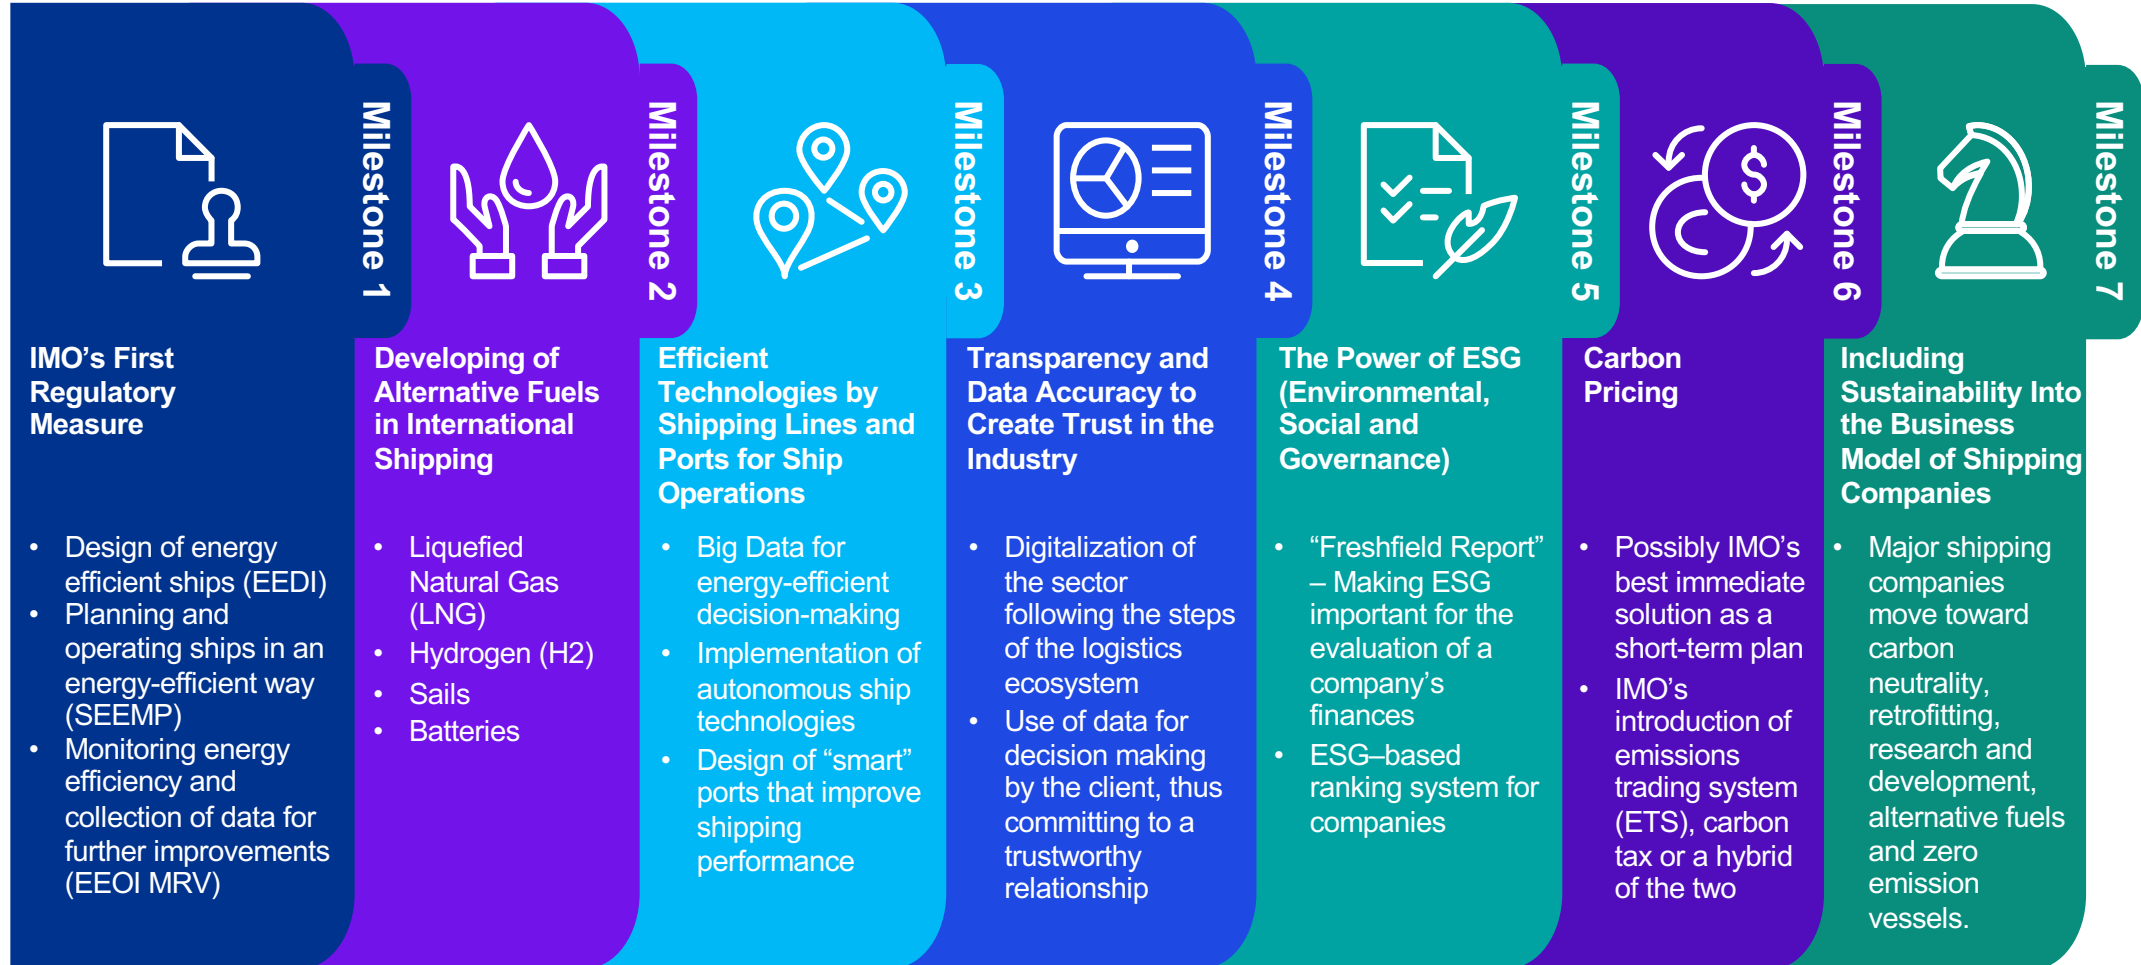 Milestone 1
IMO’s First
Regulatory
Measure
• Design of energy
efficient ships (EEDI)
• Planning and
operating ships in an
energy-efficient way
(SEEMP)
• Monitoring energy
efficiency and
collection of data for
further improvements
(EEOI MRV)
Milestone 2
Developing of
Alternative Fuels
in International
Shipping
• Liquefied
Natural Gas
(LNG)
• Hydrogen (H2)
• Sails
• Batteries
Milestone 3
Efficient
Technologies by
Shipping Lines and
Ports for Ship
Operations
• Big Data for
energy-efficient
decision-making
• Implementation of
autonomous ship
technologies
• Design of “smart”
ports that improve
shipping
performance
Milestone 4
Transparency and
Data Accuracy to
Create Trust in the
Industry
• Digitalization of
the sector
following the steps
of the logistics
ecosystem
• Use of data for
decision making
by the client, thus
committing to a
trustworthy
relationship
Milestone 5
The Power of ESG
(Environmental,
Social and
Governance)
• “Freshfield Report”
– Making ESG
important for the
evaluation of a
company’s
finances
• ESG–based
ranking system for
companies
Milestone 6
$
Carbon
Pricing
• Possibly IMO’s
best immediate
solution as a
short-term plan
• IMO’s
introduction of
emissions
trading system
(ETS), carbon
tax or a hybrid
of the two
Milestone 7
Including
Sustainability Into
the Business
Model of Shipping
Companies
• Major shipping
companies
move toward
carbon
neutrality,
retrofitting,
research and
development,
alternative fuels
and zero
emission
vessels.